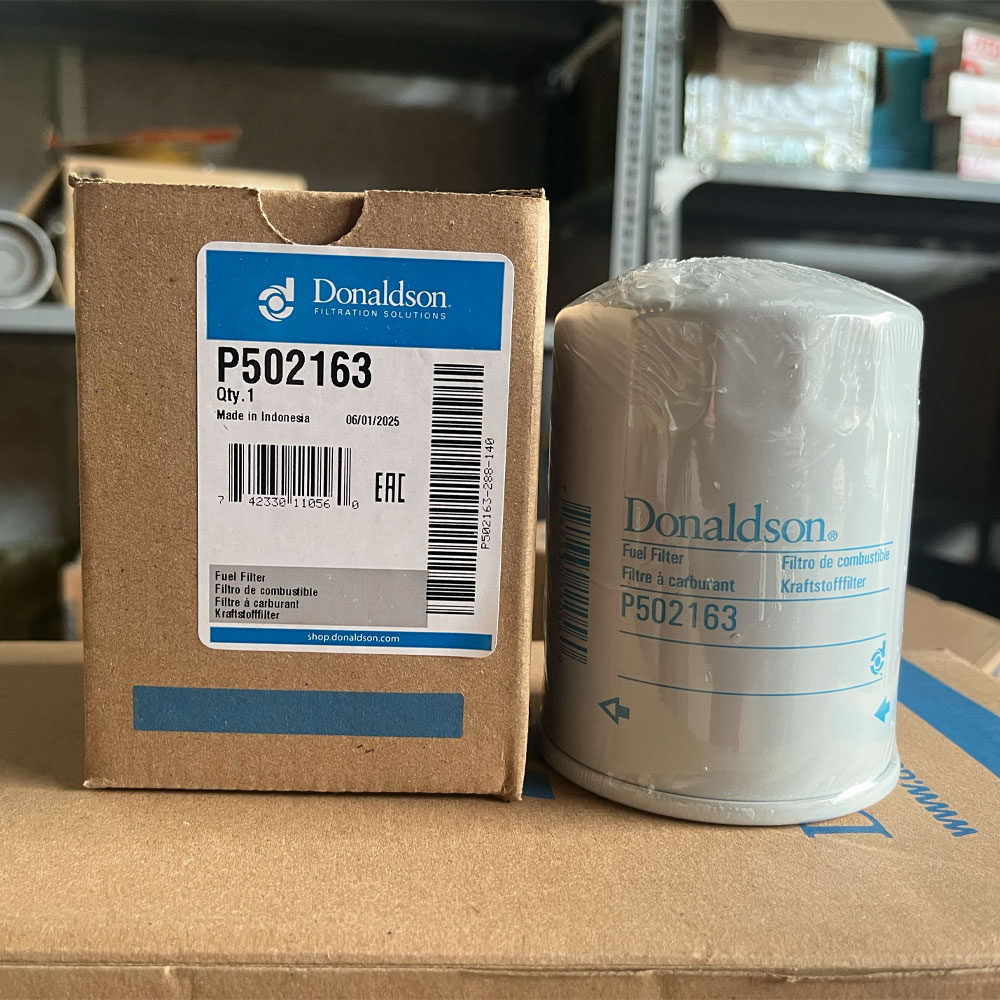 Donaldson.
FILTRATION SOLUTIONS
P502163
Qty.1
Made in Indonesia 06/01/2025
7 42330 11056 0
EAC
P502163-288-140
Fuel Filter
Filtro de combustible
Filtre à carburant
Kraftstofffilter
shop.donaldson.com
Donaldson®
Fuel Filter Filtro de combustible
Filtre à carburant Kraftstofffilter
P502163
www.